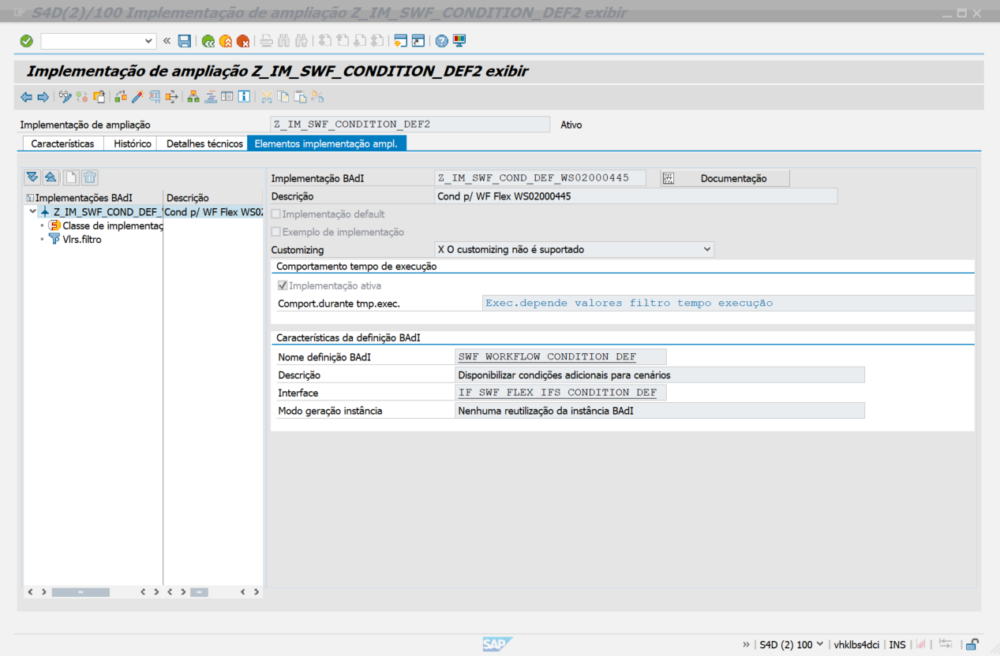 S4D(2)/100 Implementação de ampliação Z_IM_SWF_CONDITION_DEF2 exibir
Implementação de ampliação Z_IM_SWF_CONDITION_DEF2 exibir
Implementação de ampliação Z_IM_SWF_CONDITION_DEF2 Ativo
Características Histórico Detalhes técnicos Elementos implementação ampl.
Implementação BAdI Z_IM_SWF_COND_DEF_WS02000445 Documentação
Implementações BAdI Descrição
Descrição Cond p/ WF Flex WS02000445
Z_IM_SWF_COND_DEF_ Cond p/ WF Flex WS02
Implementação default
Classe de implementaç
Exemplo de implementação
Vlrs.filtro
Customizing X O customizing não é suportado
Comportamento tempo de execução
Implementação ativa
Comport.durante tmp.exec. Exec.depende valores filtro tempo execução
Características da definição BAdI
Nome definição BAdI SWF_WORKFLOW_CONDITION_DEF
Descrição Disponibilizar condições adicionais para cenários
Interface IF_SWF_FLEX_IFS_CONDITION_DEF
Modo geração instância Nenhuma reutilização da instância BAdI
SAP
S4D (2) 100 vhklbs4dci INS